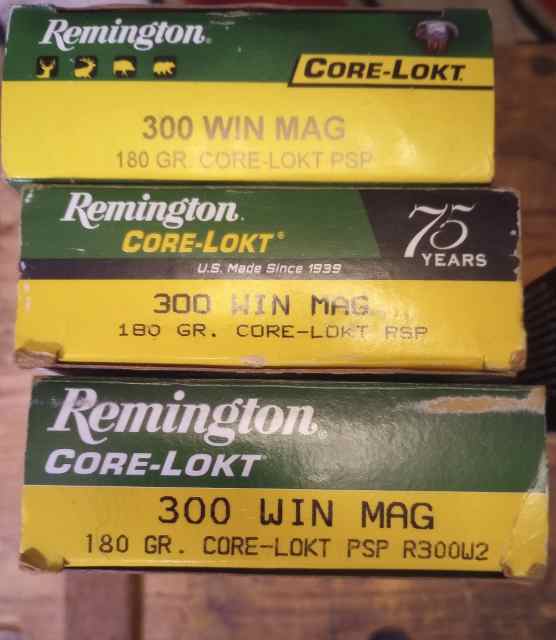 Remington.
CORE-LOKT.
300 WIN MAG
180 GR. CORE-LOKT PSP
Remington.
CORE-LOKT®
75
YEARS
U.S. Made Since 1939
300 WIN MAG
180 GR. CORE-LOKT PSP
Remington®
CORE-LOKT
300 WIN MAG
180 GR. CORE-LOKT PSP R300W2